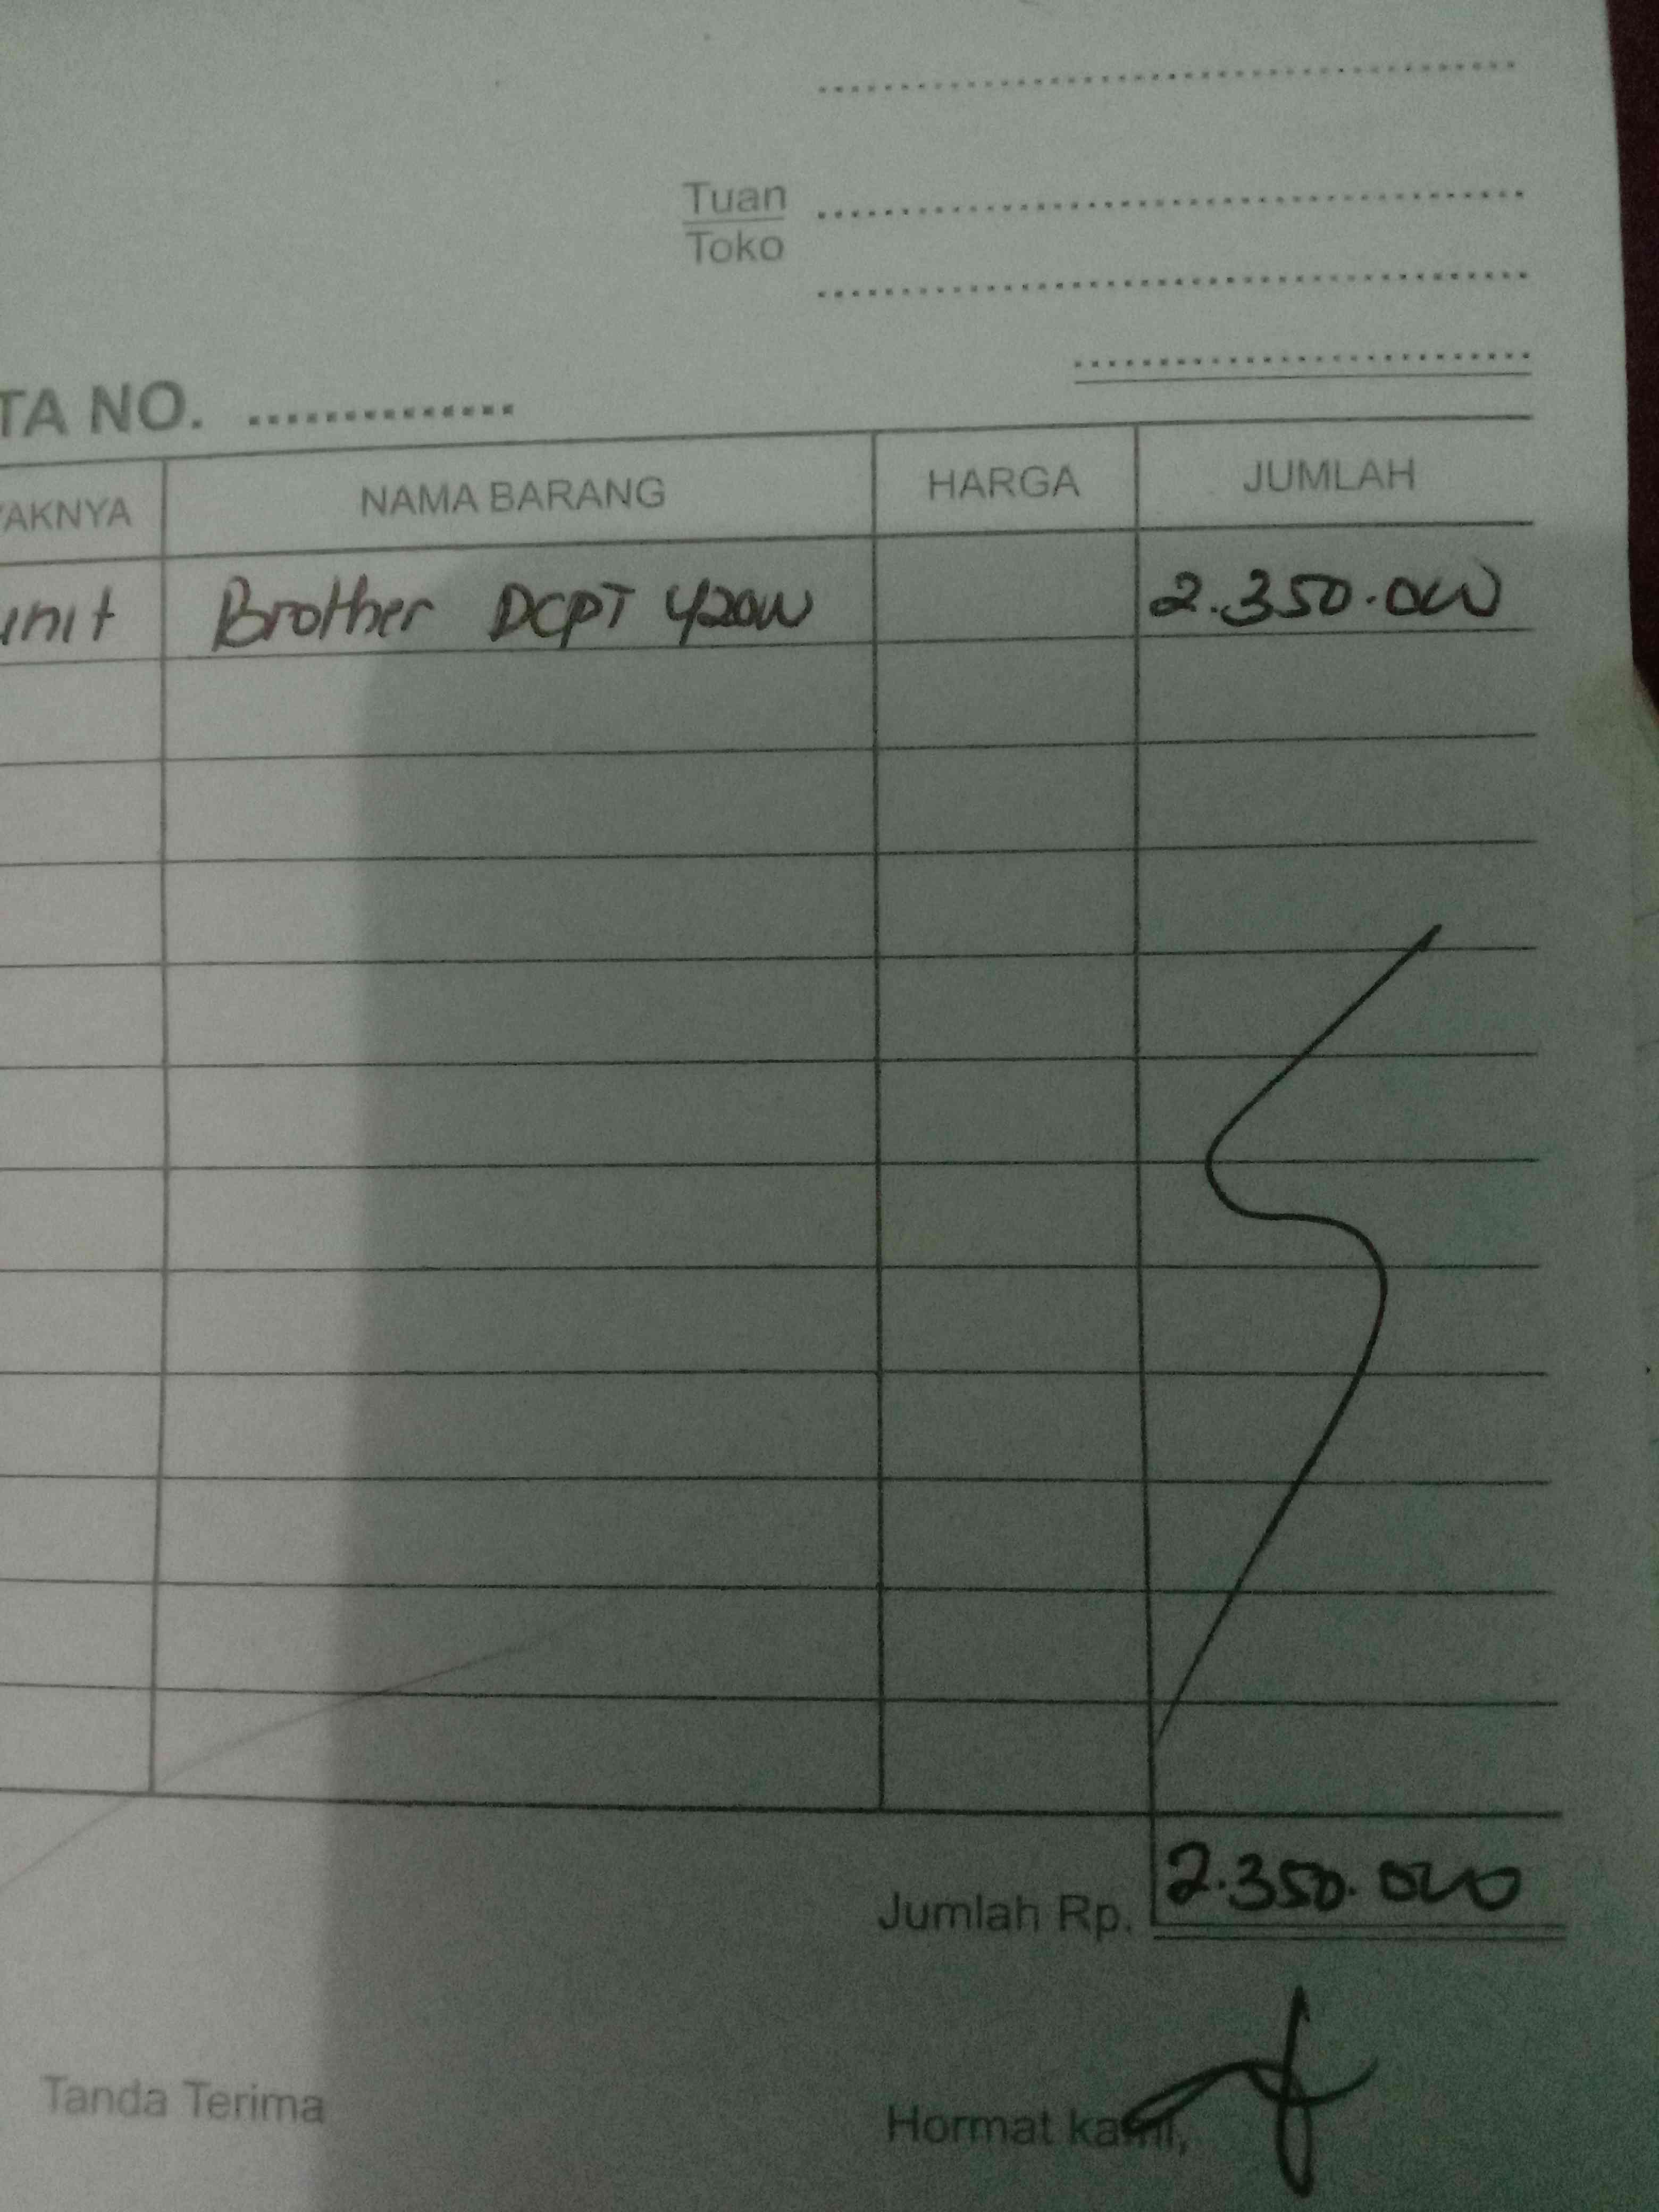 Tuan
Toko
TA NO. ..............
YAKNYA NAMA BARANG HARGA JUMLAH
unit Brother DCPT 420W 2.350.000
Jumlah Rp. 2.350.000
Tanda Terima Hormat kami,